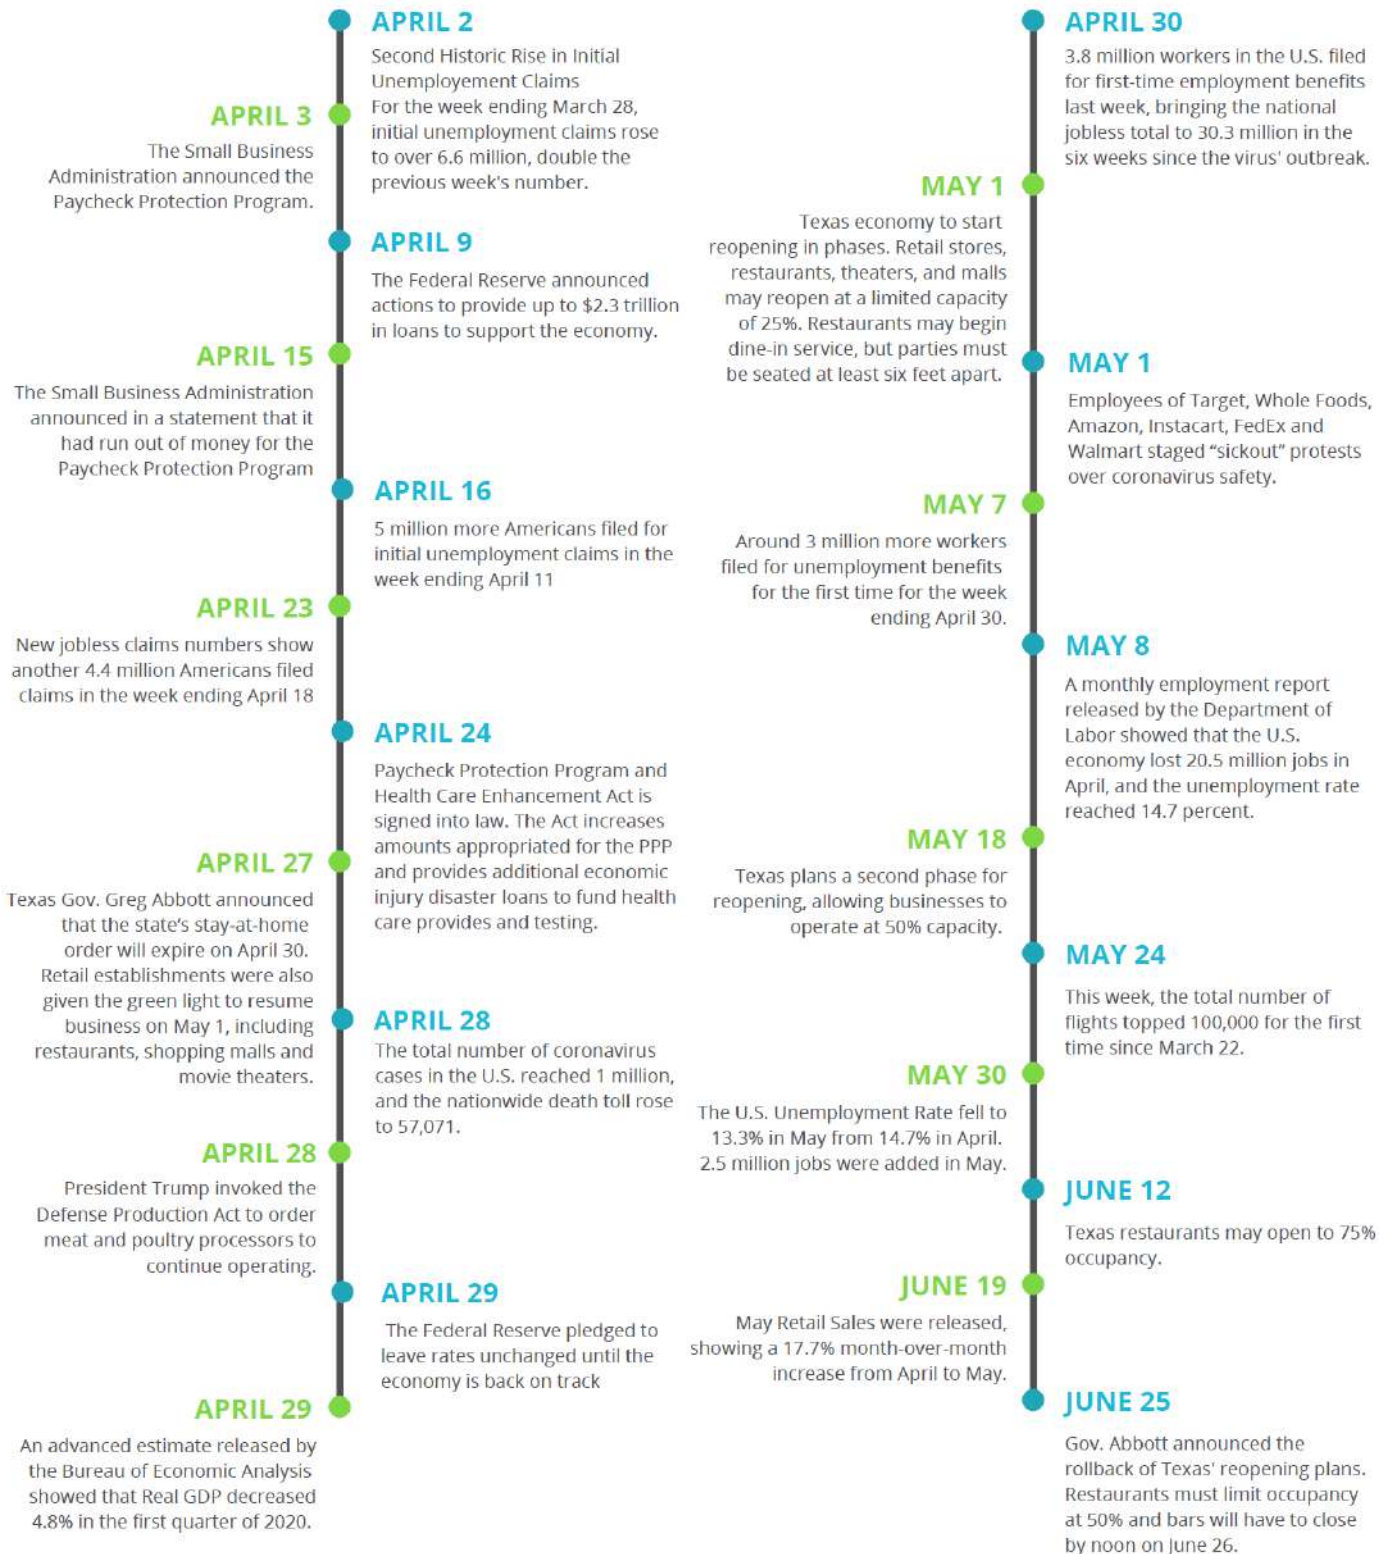 APRIL 2
Second Historic Rise in Initial
Unemployement Claims
For the week ending March 28,
initial unemployment claims rose
to over 6.6 million, double the
previous week's number.
APRIL 3
The Small Business
Administration announced the
Paycheck Protection Program.
APRIL 9
The Federal Reserve announced
actions to provide up to $2.3 trillion
in loans to support the economy.
APRIL 15
The Small Business Administration
announced in a statement that it
had run out of money for the
Paycheck Protection Program
APRIL 16
5 million more Americans filed for
initial unemployment claims in the
week ending April 11
APRIL 23
New jobless claims numbers show
another 4.4 million Americans filed
claims in the week ending April 18
APRIL 24
Paycheck Protection Program and
Health Care Enhancement Act is
signed into law. The Act increases
amounts appropriated for the PPP
and provides additional economic
injury disaster loans to fund health
care provides and testing.
APRIL 27
Texas Gov. Greg Abbott announced
that the state's stay-at-home
order will expire on April 30.
Retail establishments were also
given the green light to resume
business on May 1, including
restaurants, shopping malls and
movie theaters.
APRIL 28
The total number of coronavirus
cases in the U.S. reached 1 million,
and the nationwide death toll rose
to 57,071.
APRIL 28
President Trump invoked the
Defense Production Act to order
meat and poultry processors to
continue operating.
APRIL 29
The Federal Reserve pledged to
leave rates unchanged until the
economy is back on track
APRIL 29
An advanced estimate released by
the Bureau of Economic Analysis
showed that Real GDP decreased
4.8% in the first quarter of 2020.
APRIL 30
3.8 million workers in the U.S. filed
for first-time employment benefits
last week, bringing the national
jobless total to 30.3 million in the
six weeks since the virus' outbreak.
MAY 1
Texas economy to start
reopening in phases. Retail stores,
restaurants, theaters, and malls
may reopen at a limited capacity
of 25%. Restaurants may begin
dine-in service, but parties must
be seated at least six feet apart.
MAY 1
Employees of Target, Whole Foods,
Amazon, Instacart, FedEx and
Walmart staged “sickout” protests
over coronavirus safety.
MAY 7
Around 3 million more workers
filed for unemployment benefits
for the first time for the week
ending April 30.
MAY 8
A monthly employment report
released by the Department of
Labor showed that the U.S.
economy lost 20.5 million jobs in
April, and the unemployment rate
reached 14.7 percent.
MAY 18
Texas plans a second phase for
reopening, allowing businesses to
operate at 50% capacity.
MAY 24
This week, the total number of
flights topped 100,000 for the first
time since March 22.
MAY 30
The U.S. Unemployment Rate fell to
13.3% in May from 14.7% in April.
2.5 million jobs were added in May.
JUNE 12
Texas restaurants may open to 75%
occupancy.
JUNE 19
May Retail Sales were released,
showing a 17.7% month-over-month
increase from April to May.
JUNE 25
Gov. Abbott announced the
rollback of Texas' reopening plans.
Restaurants must limit occupancy
at 50% and bars will have to close
by noon on June 26.